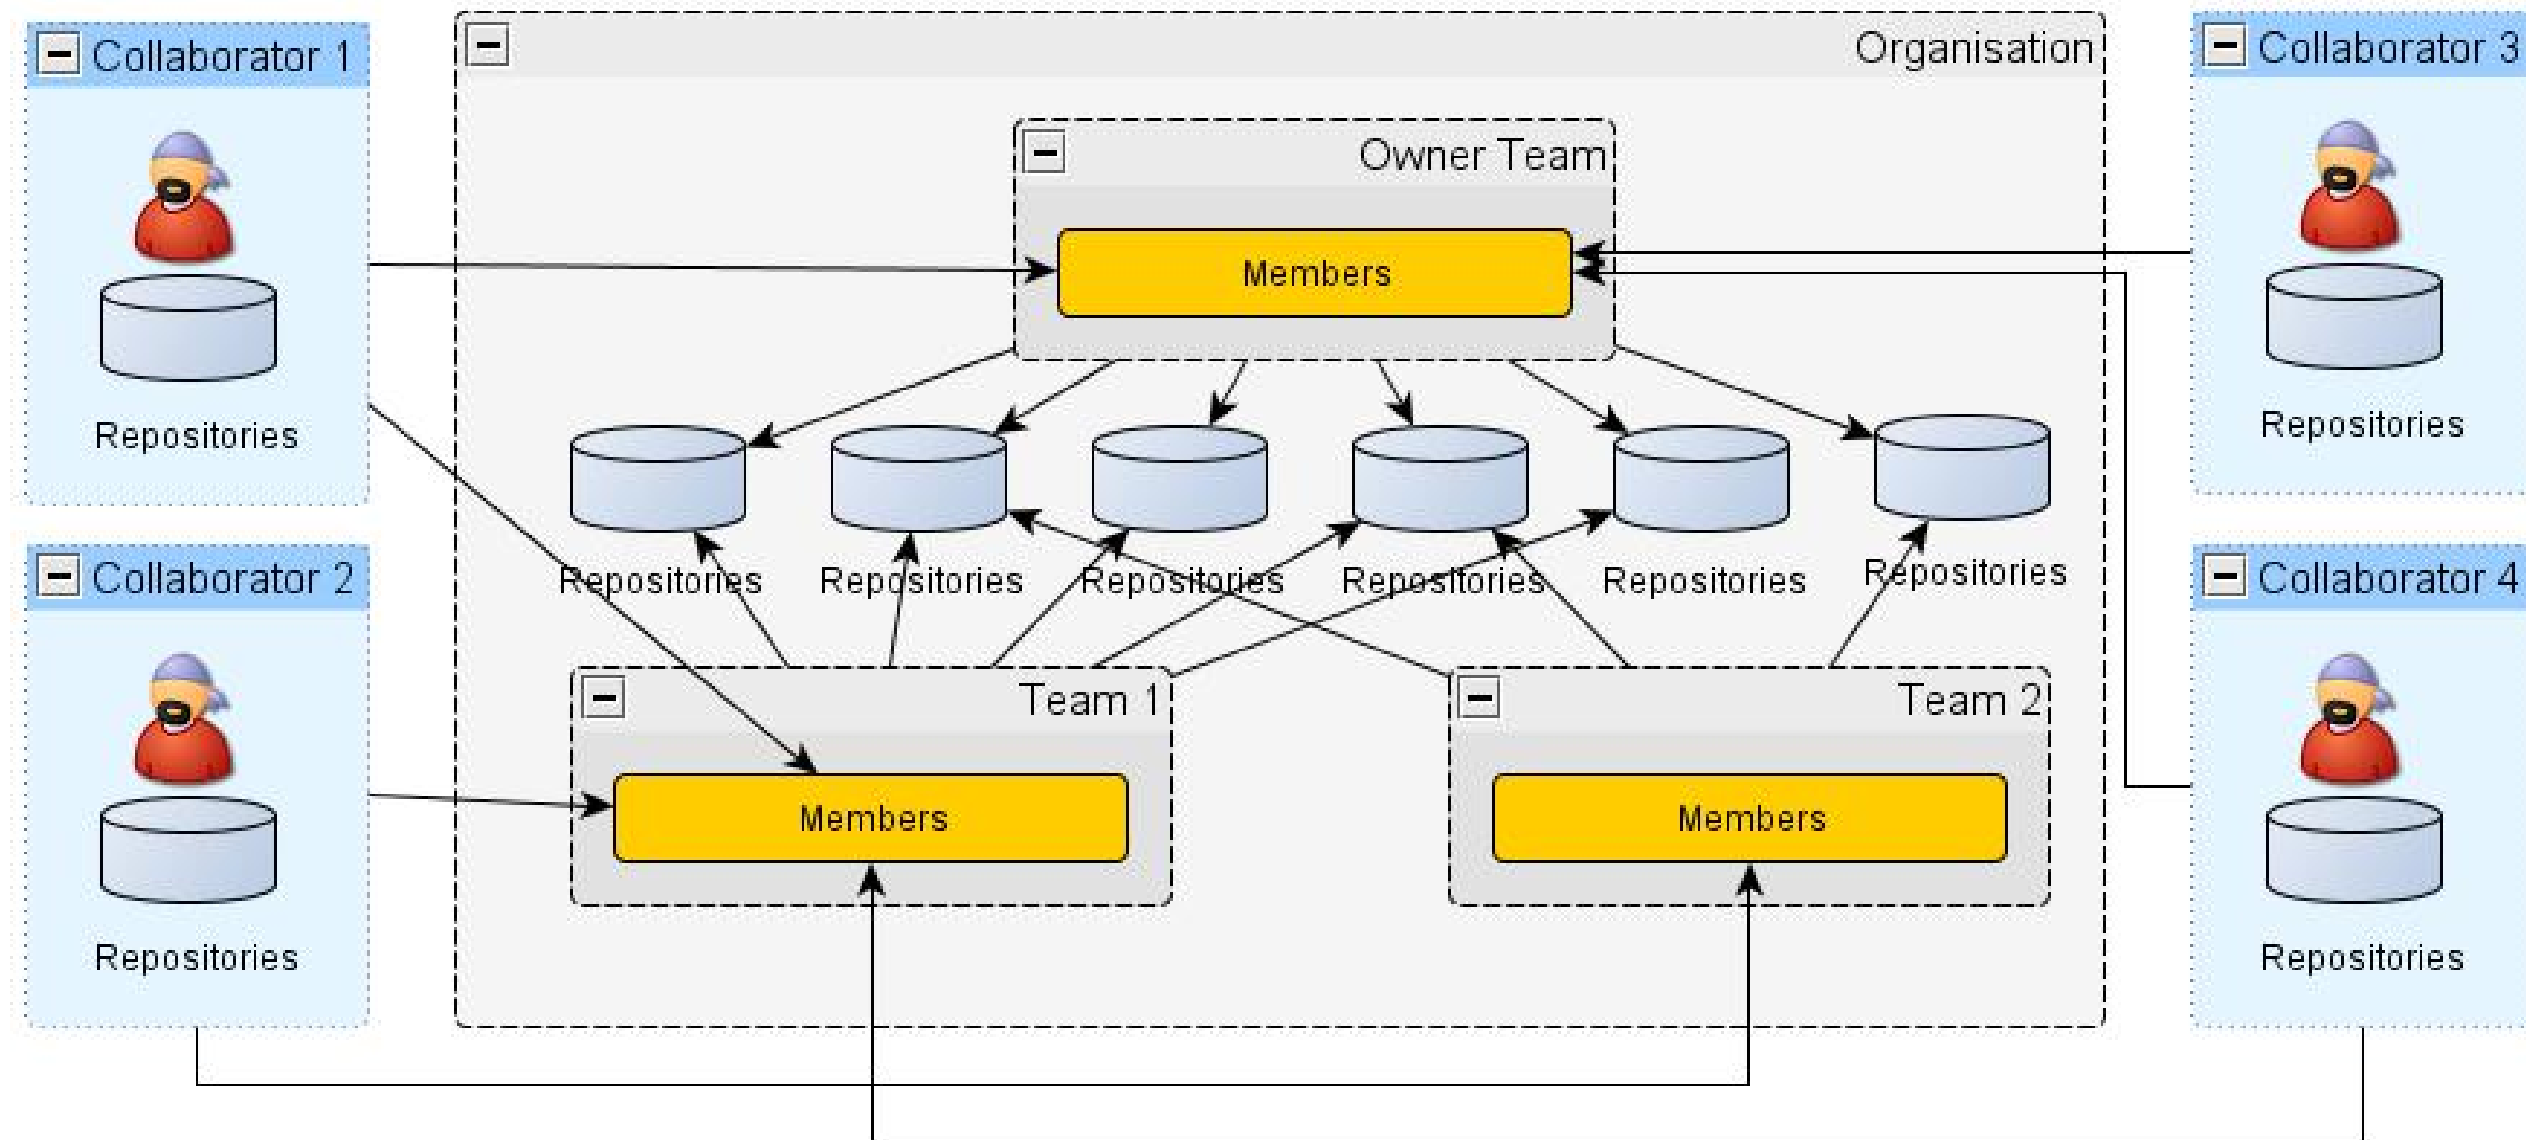 Collaborator 1
Organisation
Collaborator 3
Owner Team
Members
Repositories
Repositories
Collaborator 2
Repositories
Repositories
Repositories
Repositories
Repositories
Repositories
Collaborator 4
Team 1
Team 2
Members
Members
Repositories
Repositories